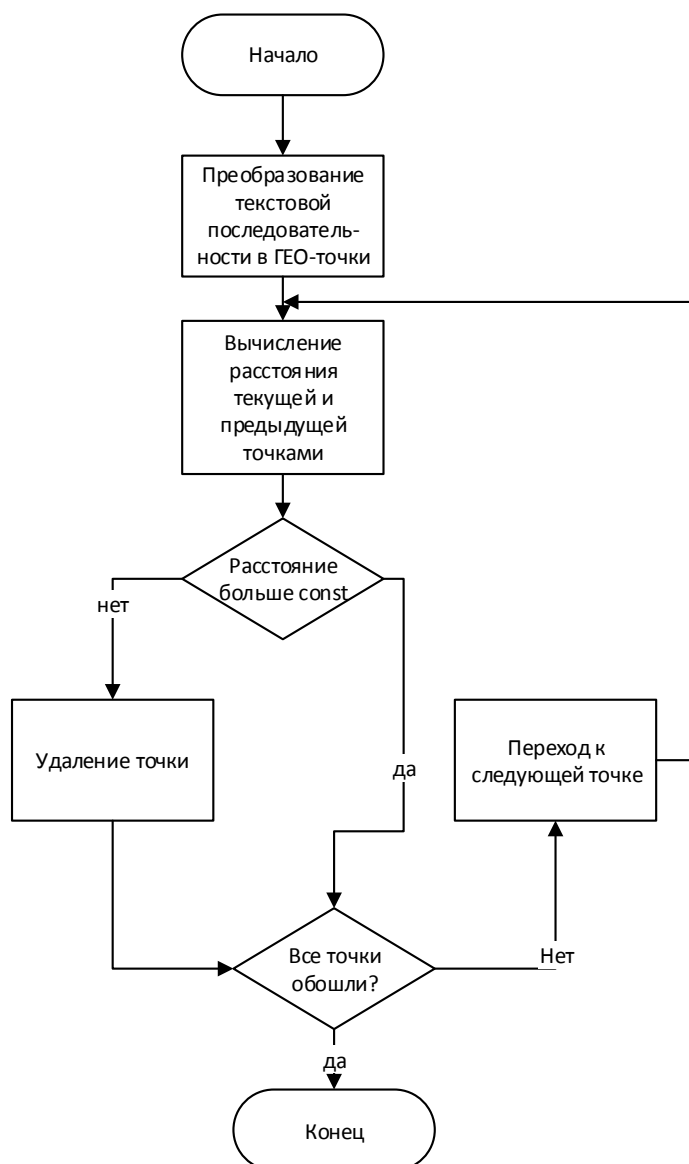 Начало
Преобразование
текстовой
последователь-
ности в ГЕО-точки
Вычисление
расстояния
текущей и
предыдущей
точками
Расстояние
больше const
нет
Удаление точки
да
Переход к
следующей точке
Все точки
обошли?
Нет
да
Конец